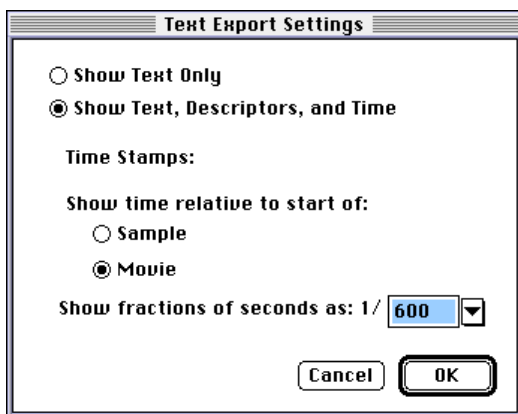 Text Export Settings
Show Text Only
Show Text, Descriptors, and Time
Time Stamps:
Show time relative to start of:
Sample
Movie
Show fractions of seconds as: 1/ 600
Cancel OK